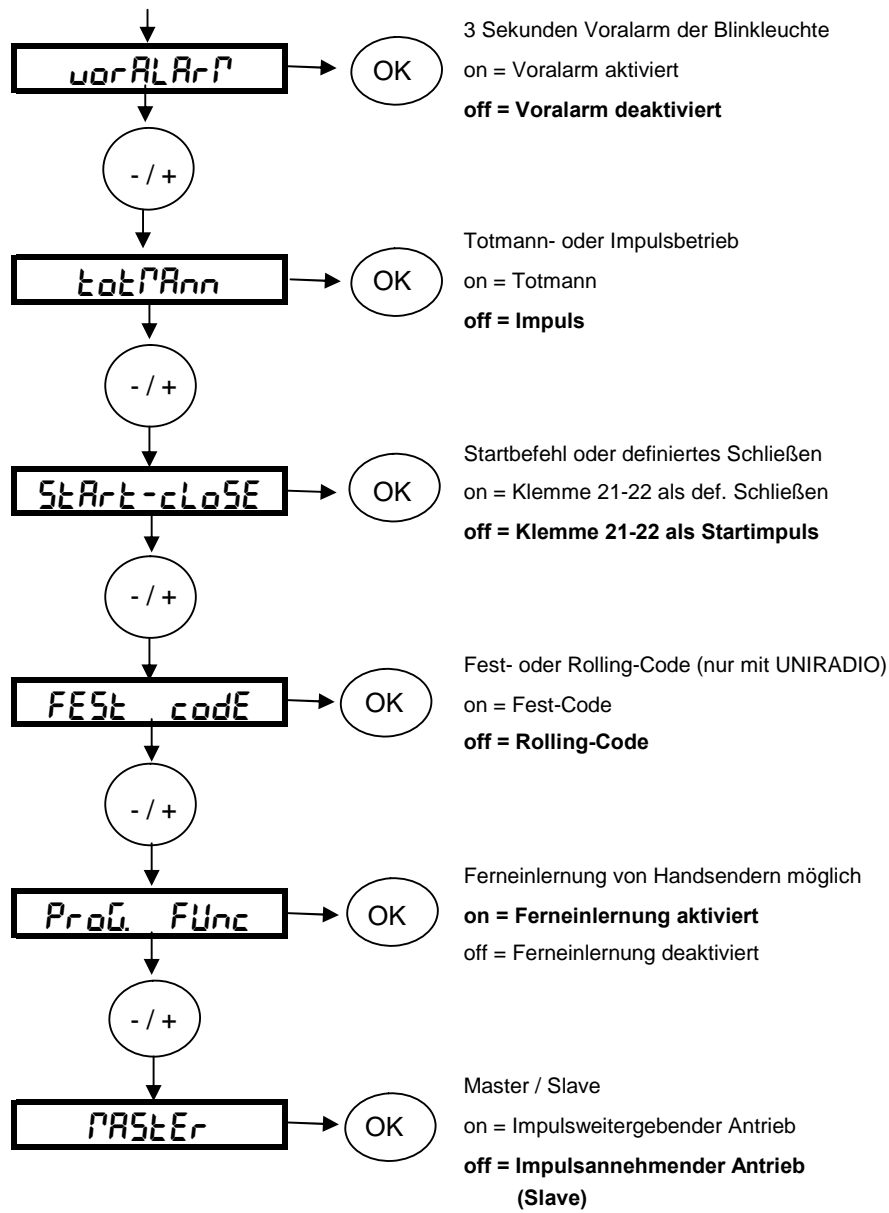 3 Sekunden Voralarm der Blinkleuchte
vorALArM
OK
on = Voralarm aktiviert
off = Voralarm deaktiviert
- / +
Totmann- oder Impulsbetrieb
totMAnn
OK
on = Totmann
off = Impuls
- / +
Startbefehl oder definiertes Schließen
StArt-cLoSE
OK
on = Klemme 21-22 als def. Schließen
off = Klemme 21-22 als Startimpuls
- / +
Fest- oder Rolling-Code (nur mit UNIRADIO)
FESt codE
OK
on = Fest-Code
off = Rolling-Code
- / +
Ferneinlernung von Handsendern möglich
ProG. FUnc
OK
on = Ferneinlernung aktiviert
off = Ferneinlernung deaktiviert
- / +
Master / Slave
MAStEr
OK
on = Impulsweitergebender Antrieb
off = Impulsannehmender Antrieb
(Slave)